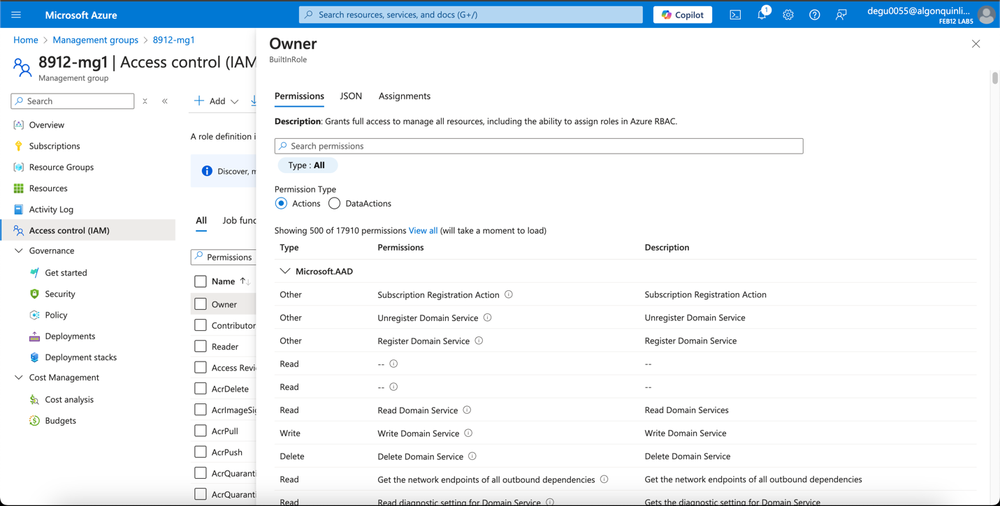 Microsoft Azure
Search resources, services, and docs (G+/)
Copilot
1
degu0055@algonquinli...
FEB12 LAB5
Home > Management groups > 8912-mg1
8912-mg1 | Access control (IAM
Management group
Search
Overview
Subscriptions
Resource Groups
Resources
Activity Log
Access control (IAM)
Governance
Get started
Security
Policy
Deployments
Deployment stacks
Cost Management
Cost analysis
Budgets
Add
A role definition i
Discover, m
All Job func
Permissions
Name
Owner
Contributor
Reader
Access Revi
AcrDelete
AcrImageSig
AcrPull
AcrPush
AcrQuaranti
AcrQuaranti
Owner
BuiltInRole
Permissions JSON Assignments
Description: Grants full access to manage all resources, including the ability to assign roles in Azure RBAC.
Search permissions
Type : All
Permission Type
Actions DataActions
Showing 500 of 17910 permissions View all (will take a moment to load)
Type Permissions Description
Microsoft.AAD
Other Subscription Registration Action Subscription Registration Action
Other Unregister Domain Service Unregister Domain Service
Other Register Domain Service Register Domain Service
Read -- --
Read -- --
Read Read Domain Service Read Domain Services
Write Write Domain Service Write Domain Service
Delete Delete Domain Service Delete Domain Service
Read Get the network endpoints of all outbound dependencies Get the network endpoints of all outbound dependencies
Read Read diagnostic setting for Domain Service Gets the diagnostic setting for Domain Service